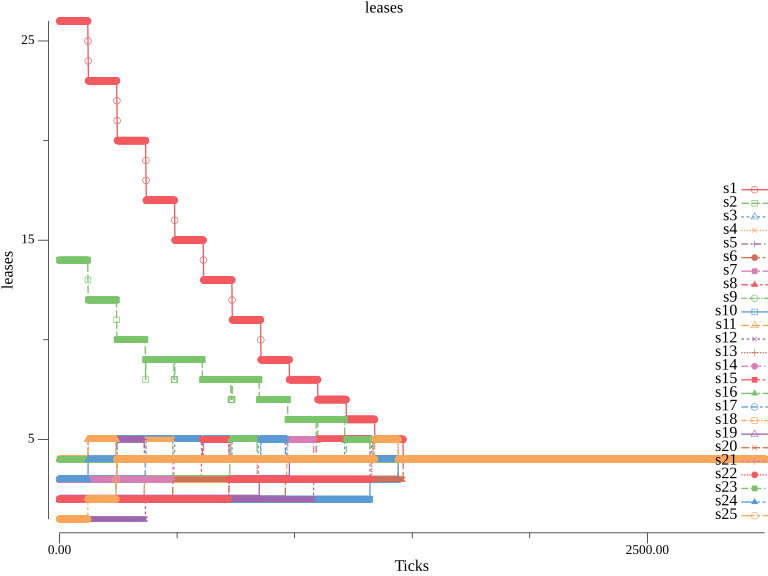 leases
25
15
5
leases
0.00
2500.00
Ticks
s1
s2
s3
s4
s5
s6
s7
s8
s9
s10
s11
s12
s13
s14
s15
s16
s17
s18
s19
s20
s21
s22
s23
s24
s25